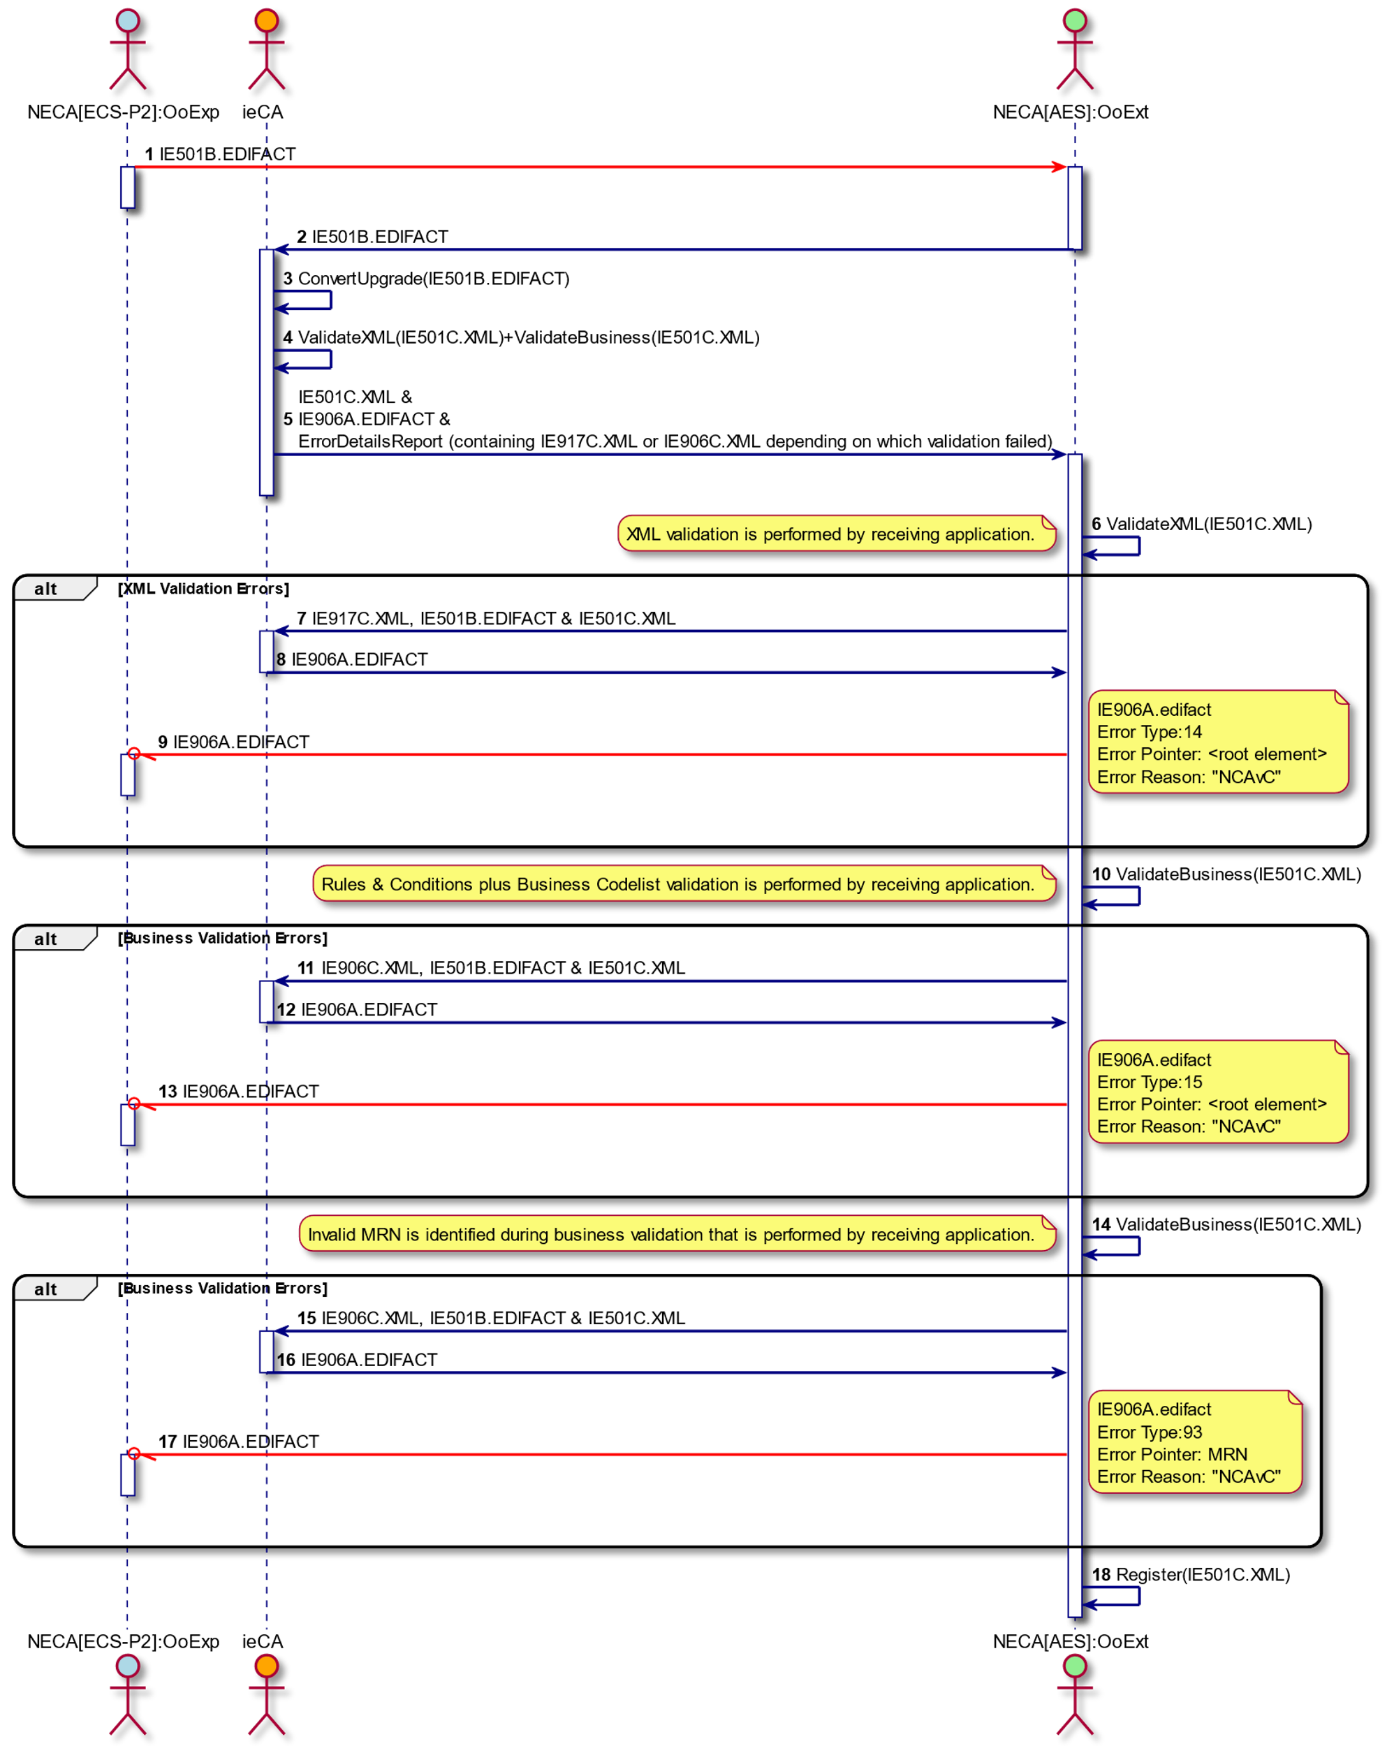 NECA[ECS-P2]:OoExp ieCA NECA[AES]:OoExt
1 IE501B.EDIFACT
2 IE501B.EDIFACT
3 ConvertUpgrade(IE501B.EDIFACT)
4 ValidateXML(IE501C.XML)+ValidateBusiness(IE501C.XML)
IE501C.XML &
5 IE906A.EDIFACT &
ErrorDetailsReport (containing IE917C.XML or IE906C.XML depending on which validation failed)
XML validation is performed by receiving application.
6 ValidateXML(IE501C.XML)
alt [XML Validation Errors]
7 IE917C.XML, IE501B.EDIFACT & IE501C.XML
8 IE906A.EDIFACT
9 IE906A.EDIFACT
IE906A.edifact
Error Type:14
Error Pointer: <root element>
Error Reason: "NCAvC"
Rules & Conditions plus Business Codelist validation is performed by receiving application.
10 ValidateBusiness(IE501C.XML)
alt [Business Validation Errors]
11 IE906C.XML, IE501B.EDIFACT & IE501C.XML
12 IE906A.EDIFACT
13 IE906A.EDIFACT
IE906A.edifact
Error Type:15
Error Pointer: <root element>
Error Reason: "NCAvC"
Invalid MRN is identified during business validation that is performed by receiving application.
14 ValidateBusiness(IE501C.XML)
alt [Business Validation Errors]
15 IE906C.XML, IE501B.EDIFACT & IE501C.XML
16 IE906A.EDIFACT
17 IE906A.EDIFACT
IE906A.edifact
Error Type:93
Error Pointer: MRN
Error Reason: "NCAvC"
18 Register(IE501C.XML)
NECA[ECS-P2]:OoExp ieCA NECA[AES]:OoExt